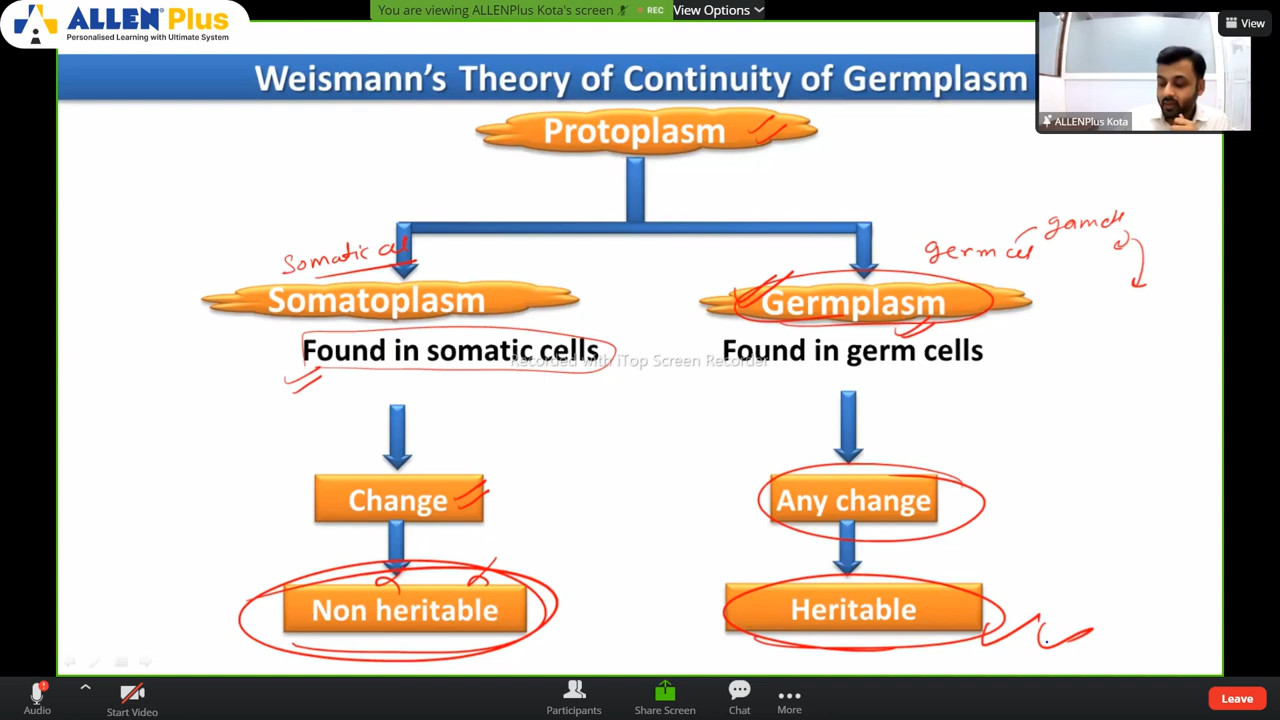 You are viewing ALLENPlus Kota's screen
REC
View Options
ALLEN Plus
Personalised Learning with Ultimate System
View
ALLENPlus Kota
Weismann's Theory of Continuity of Germplasm
Protoplasm
Somatic
germ cell
Somatoplasm
Germplasm
Found in somatic cells
Found in germ cells
Recorded with iTop Screen Recorder
Change
Any change
Non heritable
Heritable
Audio
Start Video
Participants
Share Screen
Chat
More
Leave